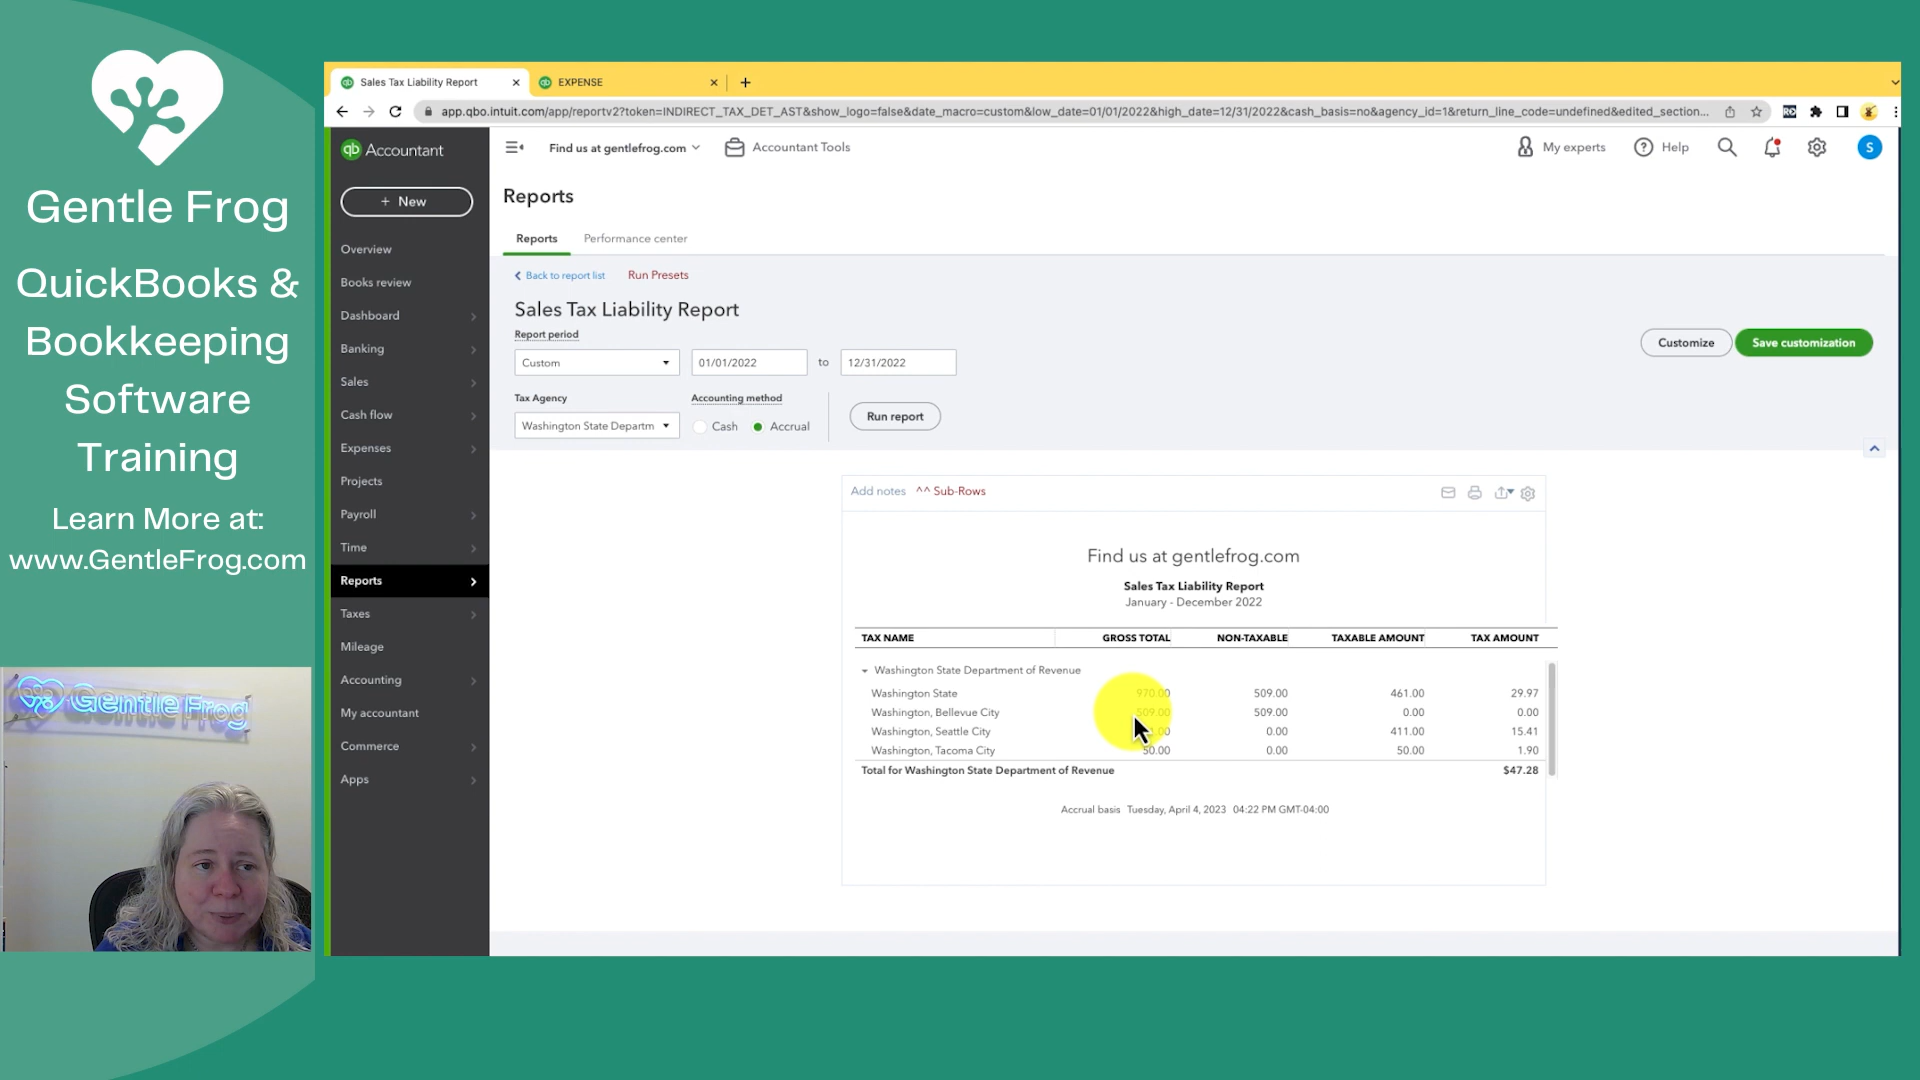 Gentle Frog
QuickBooks &
Bookkeeping
Software
Training
Learn More at:
www.GentleFrog.com
Gentle Frog
Sales Tax Liability Report
EXPENSE
app.qbo.intuit.com/app/reportv2?token=INDIRECT_TAX_DET_AST&show_logo=false&date_macro=custom&low_date=01/01/2022&high_date=12/31/2022&cash_basis=no&agency_id=1&return_line_code=undefined&edited_section...
qb Accountant
Find us at gentlefrog.com
Accountant Tools
My experts
Help
S
+ New
Overview
Books review
Dashboard
Banking
Sales
Cash flow
Expenses
Projects
Payroll
Time
Reports
Taxes
Mileage
Accounting
My accountant
Commerce
Apps
Reports
Reports Performance center
Back to report list Run Presets
Sales Tax Liability Report
Report period
Custom 01/01/2022 to 12/31/2022
Customize Save customization
Tax Agency Accounting method
Washington State Departm Cash Accrual Run report
Add notes ^^ Sub-Rows
Find us at gentlefrog.com
Sales Tax Liability Report
January - December 2022
TAX NAME GROSS TOTAL NON-TAXABLE TAXABLE AMOUNT TAX AMOUNT
Washington State Department of Revenue
Washington State 970.00 509.00 461.00 29.97
Washington, Bellevue City 509.00 509.00 0.00 0.00
Washington, Seattle City 0.00 411.00 15.41
Washington, Tacoma City 50.00 0.00 50.00 1.90
Total for Washington State Department of Revenue $47.28
Accrual basis Tuesday, April 4, 2023 04:22 PM GMT-04:00